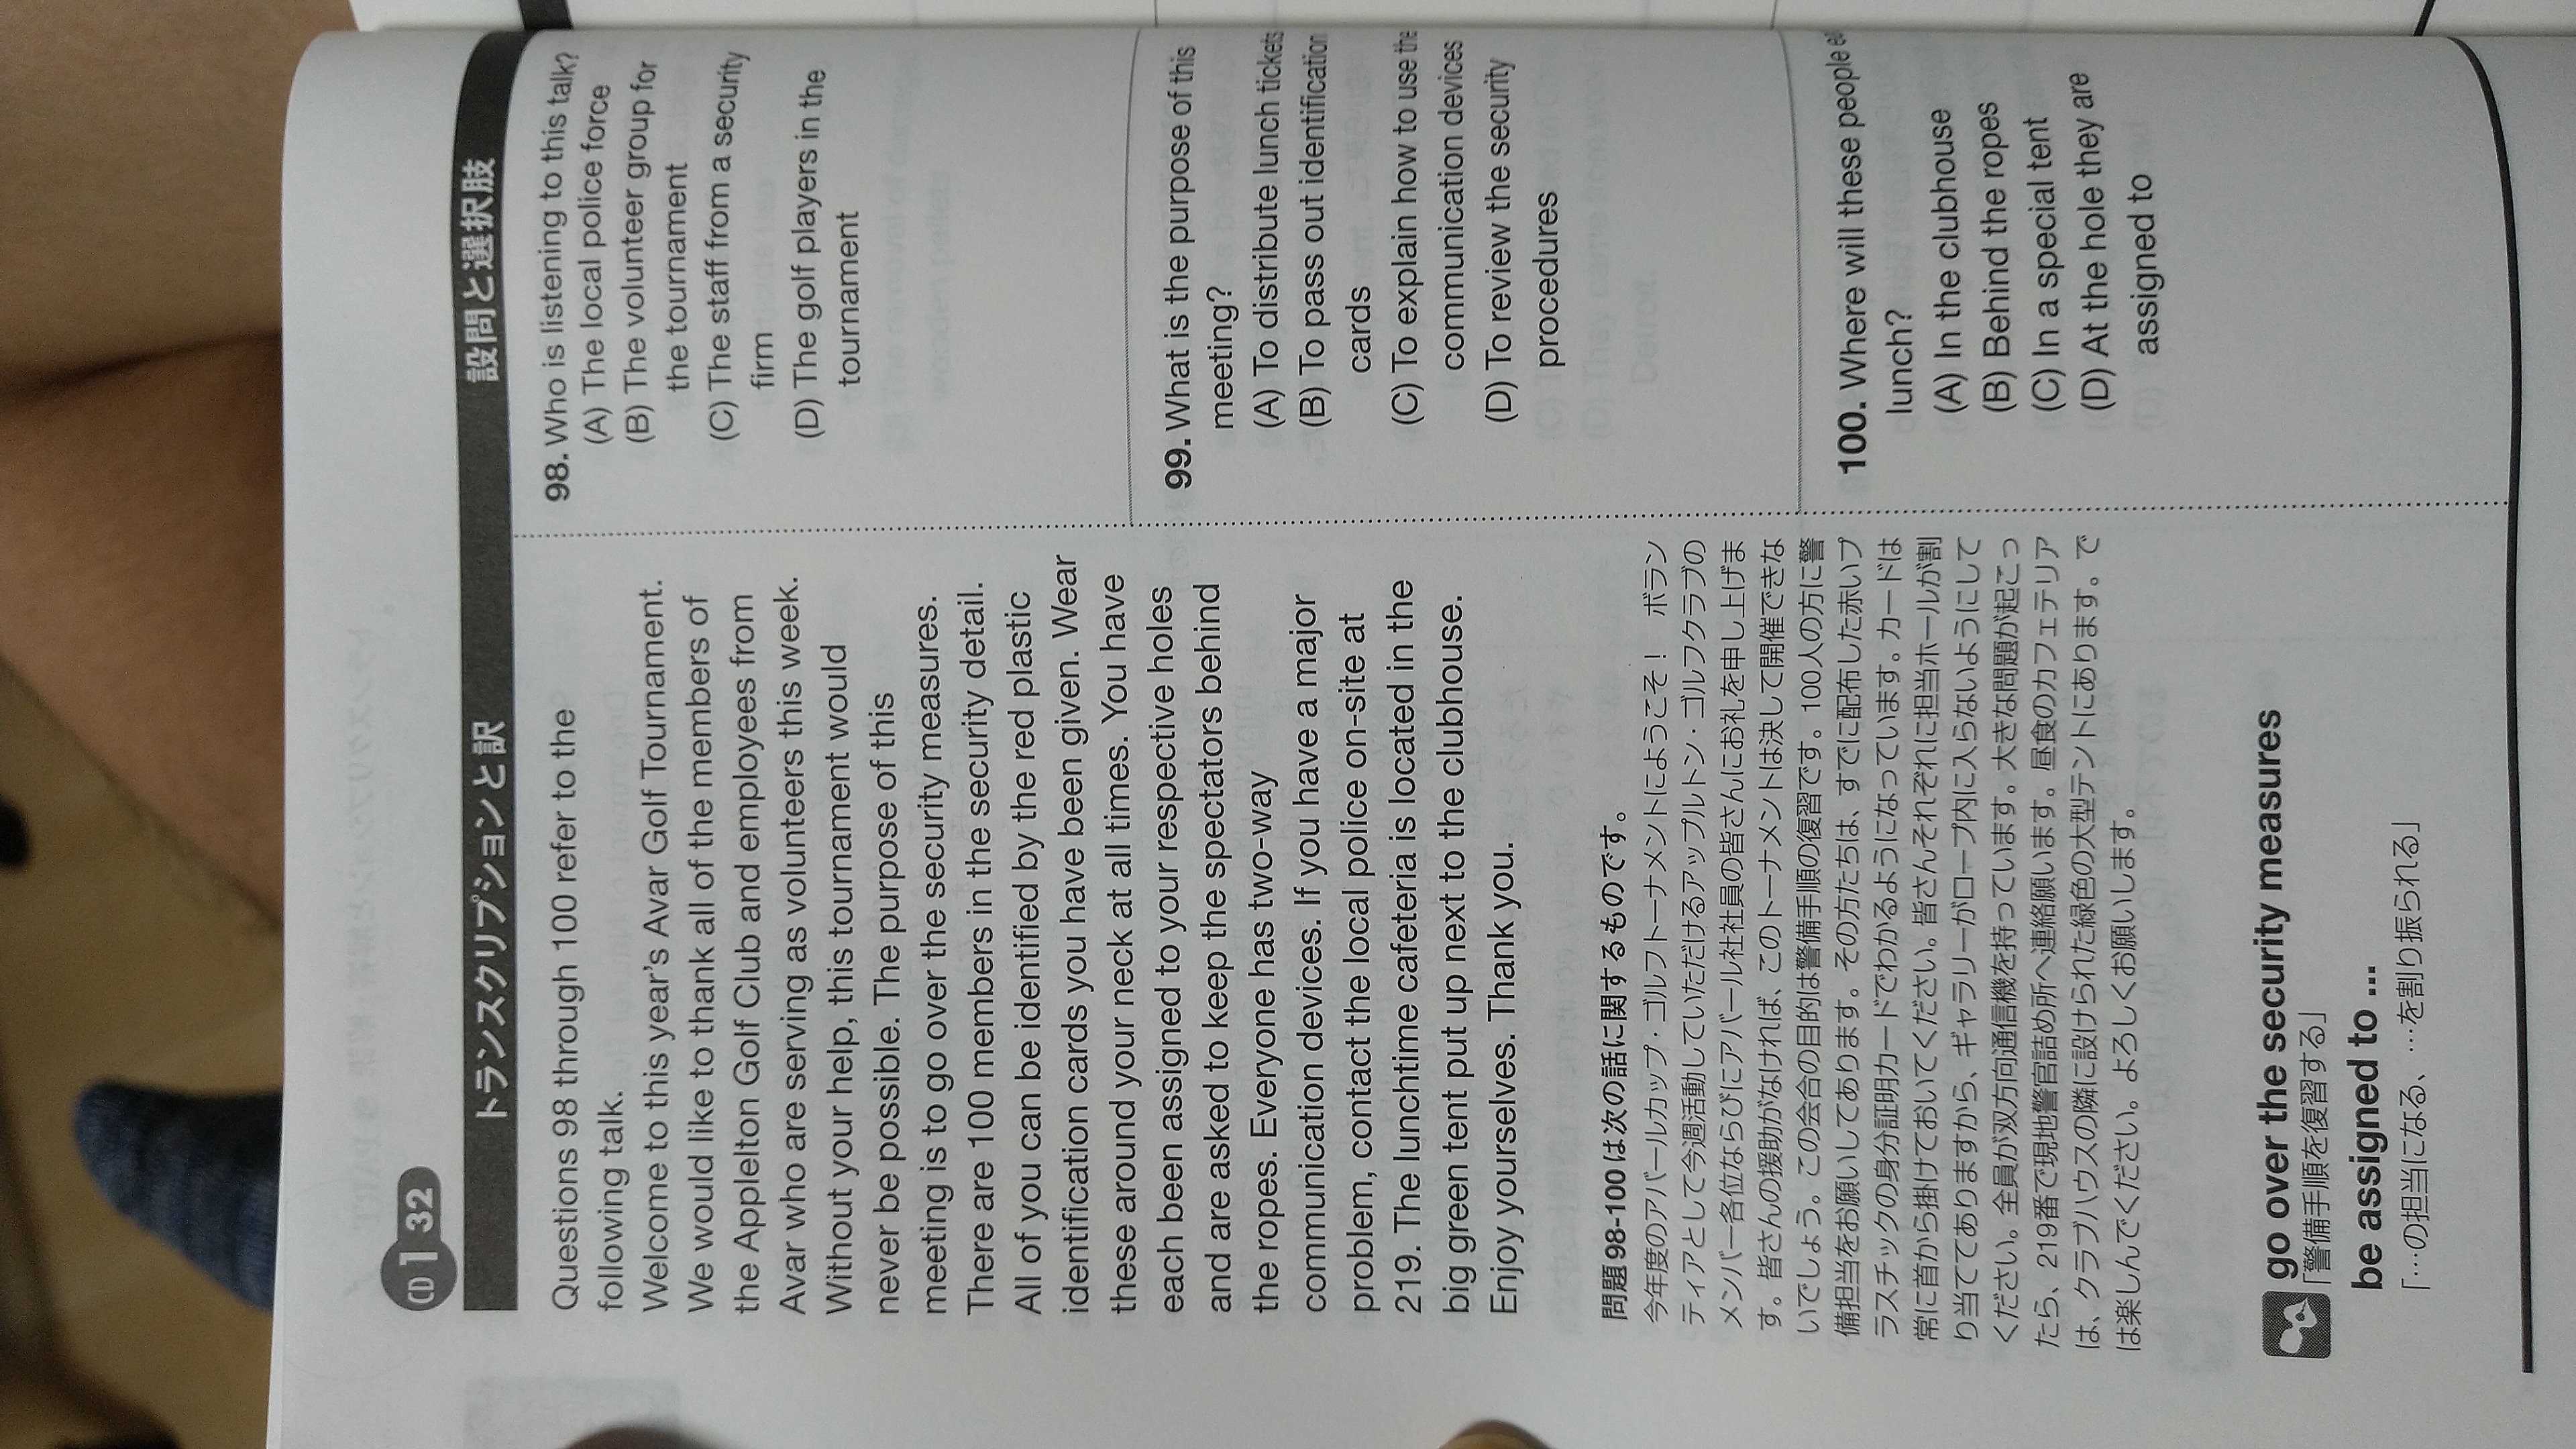 CD 1 32
トランスクリプションと訳
Questions 98 through 100 refer to the
following talk.
Welcome to this year's Avar Golf Tournament.
We would like to thank all of the members of
the Applelton Golf Club and employees from
Avar who are serving as volunteers this week.
Without your help, this tournament would
never be possible. The purpose of this
meeting is to go over the security measures.
There are 100 members in the security detail.
All of you can be identified by the red plastic
identification cards you have been given. Wear
these around your neck at all times. You have
each been assigned to your respective holes
and are asked to keep the spectators behind
the ropes. Everyone has two-way
communication devices. If you have a major
problem, contact the local police on-site at
219. The lunchtime cafeteria is located in the
big green tent put up next to the clubhouse.
Enjoy yourselves. Thank you.
問題98-100は次の話に関するものです。
今年度のアバールカップ・ゴルフトーナメントにようこそ！ ボラン
ティアとして今週活動していただけるアップルトン・ゴルフクラブの
メンバー各位ならびにアバール社社員の皆さんにお礼を申し上げま
す。皆さんの援助がなければ、このトーナメントは決して開催できな
いでしょう。この会合の目的は警備手順の復習です。100人の方に警
備担当をお願いしてあります。その方たちは、すでに配布した赤いプ
ラスチックの身分証明カードでわかるようになっています。カードは
常に首から掛けておいてください。皆さんそれぞれに担当ホールが割
り当ててありますから、ギャラリーがロープ内に入らないようにして
ください。全員が双方向通信機を持っています。大きな問題が起こっ
たら、219番で現地警官詰め所へ連絡願います。昼食のカフェテリア
は、クラブハウスの隣に設けられた緑色の大型テントにあります。で
は楽しんでください。よろしくお願いします。
go over the security measures
「警備手順を復習する」
be assigned to ...
「…の担当になる、…を割り振られる」
設問と選択肢
98. Who is listening to this talk?
(A) The local police force
(B) The volunteer group for
the tournament
(C) The staff from a security
firm
(D) The golf players in the
tournament
99. What is the purpose of this
meeting?
(A) To distribute lunch tickets
(B) To pass out identification
cards
(C) To explain how to use the
communication devices
(D) To review the security
procedures
100. Where will these people
lunch?
(A) In the clubhouse
(B) Behind the ropes
(C) In a special tent
(D) At the hole they are
assigned to